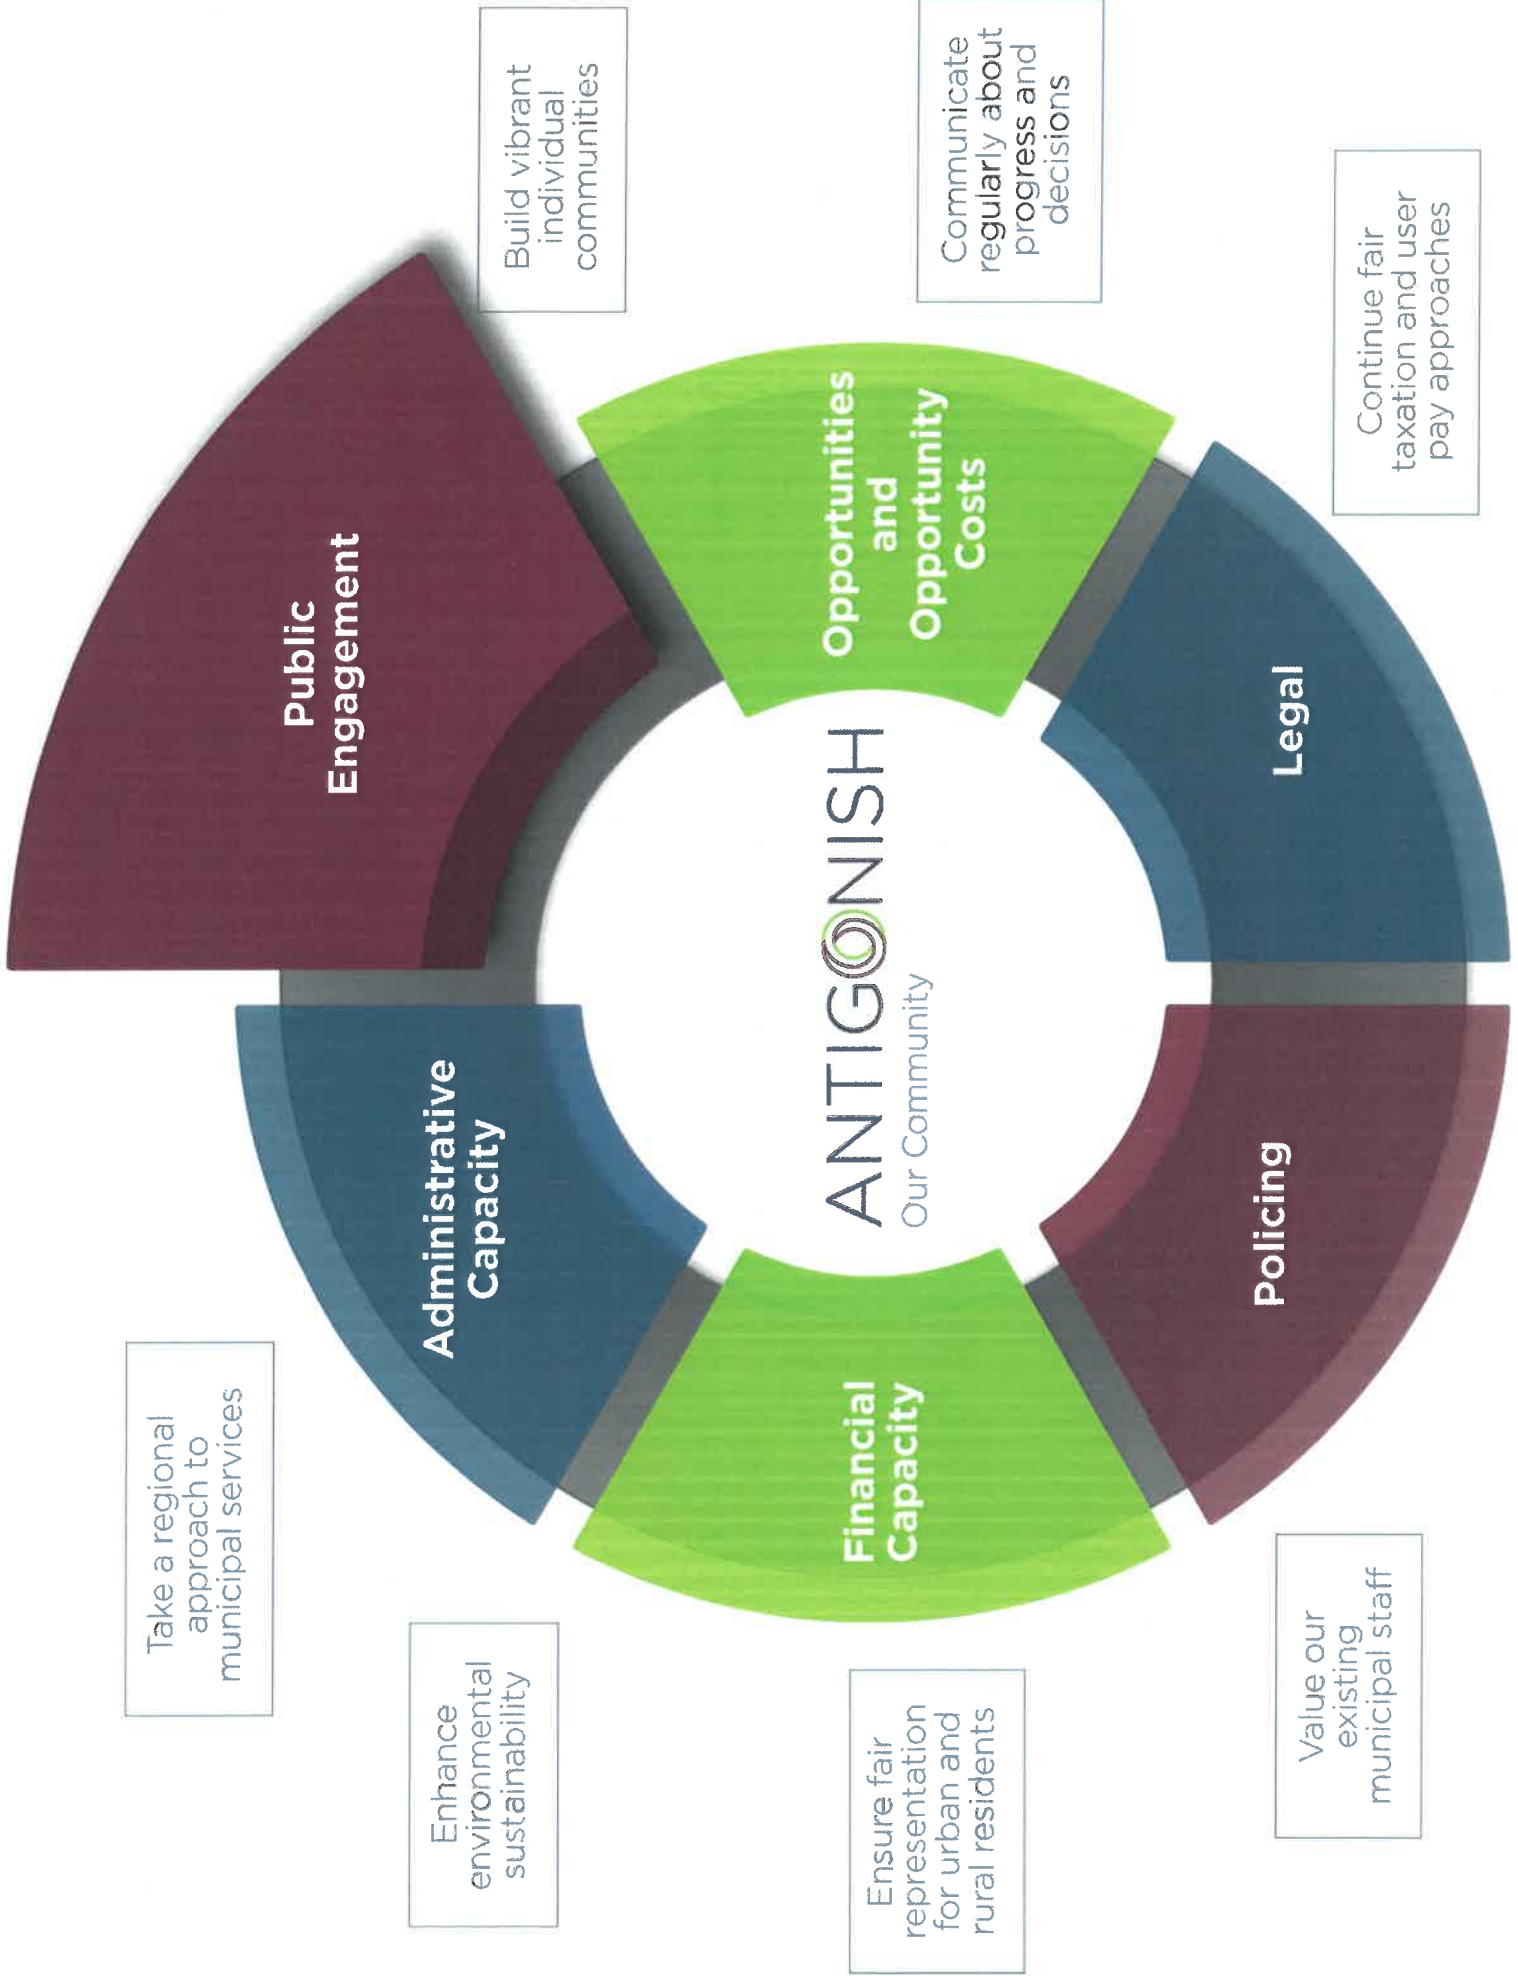 Take a regional
approach to
municipal services
Public
Engagement
Enhance
environmental
sustainability
Administrative
Capacity
Build vibrant
individual
communities
Ensure fair
representation
for urban and
rural residents
Financial
Capacity
ANTIGONISH
Our Community
Opportunities
and
Opportunity
Costs
Communicate
regularly about
progress and
decisions
Value our
existing
municipal staff
Policing
Legal
Continue fair
taxation and user
pay approaches